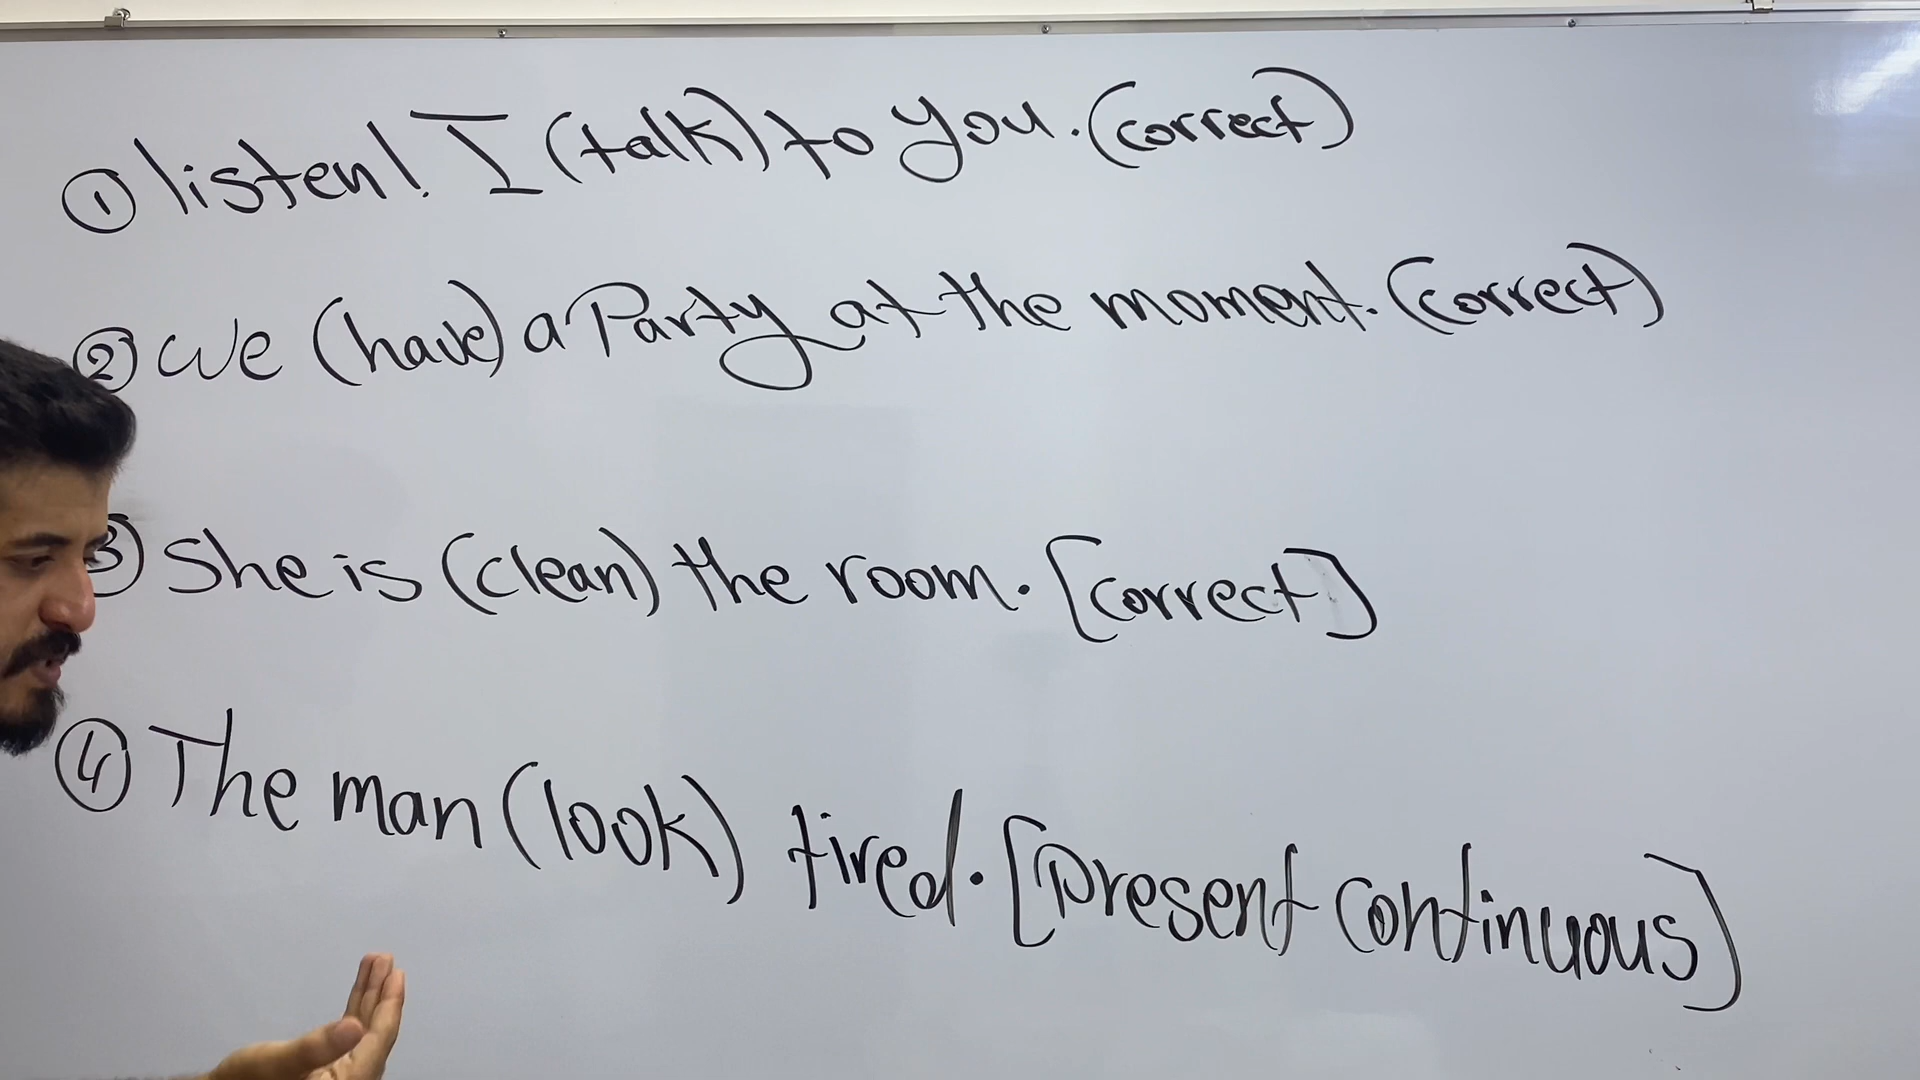 ① listen! I (talk) to you. (correct)
② We (have) a Party at the moment. (correct)
③ She is (clean) the room. [correct]
④ The man (look) tired. [present continuous]